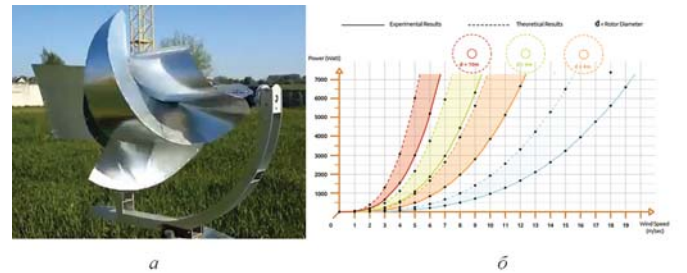 Experimental Results Theoretical Results d = Rotor Diameter
Power (Watt)
7000
6000
5000
4000
3000
2000
1000
0 1 2 3 4 5 6 7 8 9 10 11 12 13 14 15 16 17 18 19
Wind Speed
(m/sec)
а б